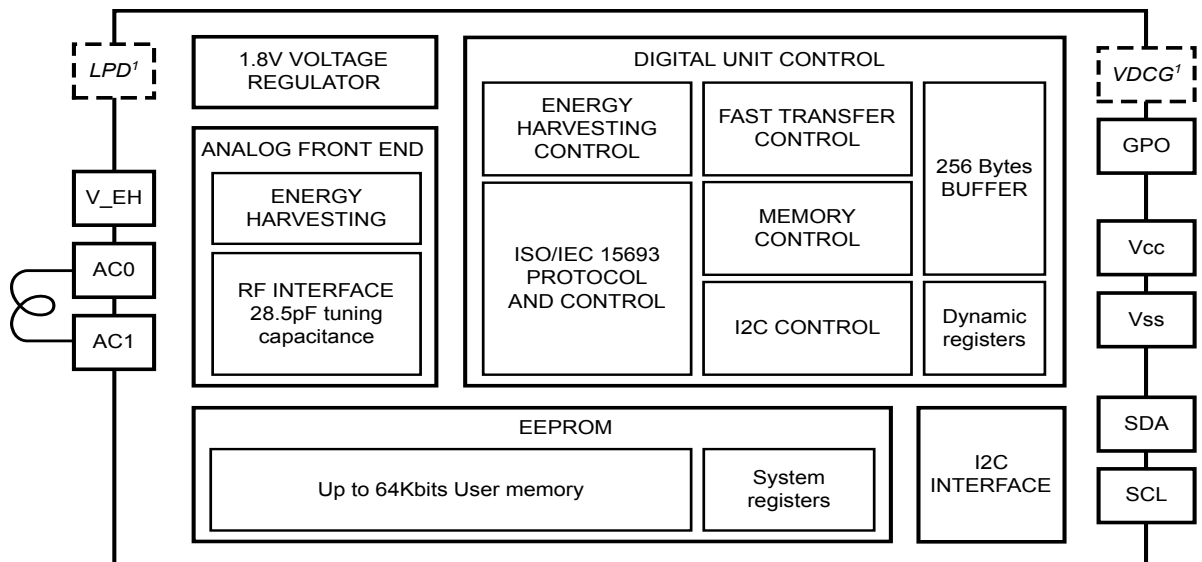 LPD¹
V_EH
AC0
AC1
1.8V VOLTAGE
REGULATOR
ANALOG FRONT END
ENERGY
HARVESTING
RF INTERFACE
28.5pF tuning
capacitance
DIGITAL UNIT CONTROL
ENERGY
HARVESTING
CONTROL
FAST TRANSFER
CONTROL
256 Bytes
BUFFER
ISO/IEC 15693
PROTOCOL
AND CONTROL
MEMORY
CONTROL
I2C CONTROL
Dynamic
registers
EEPROM
Up to 64Kbits User memory
System
registers
I2C
INTERFACE
VDCG¹
GPO
Vcc
Vss
SDA
SCL